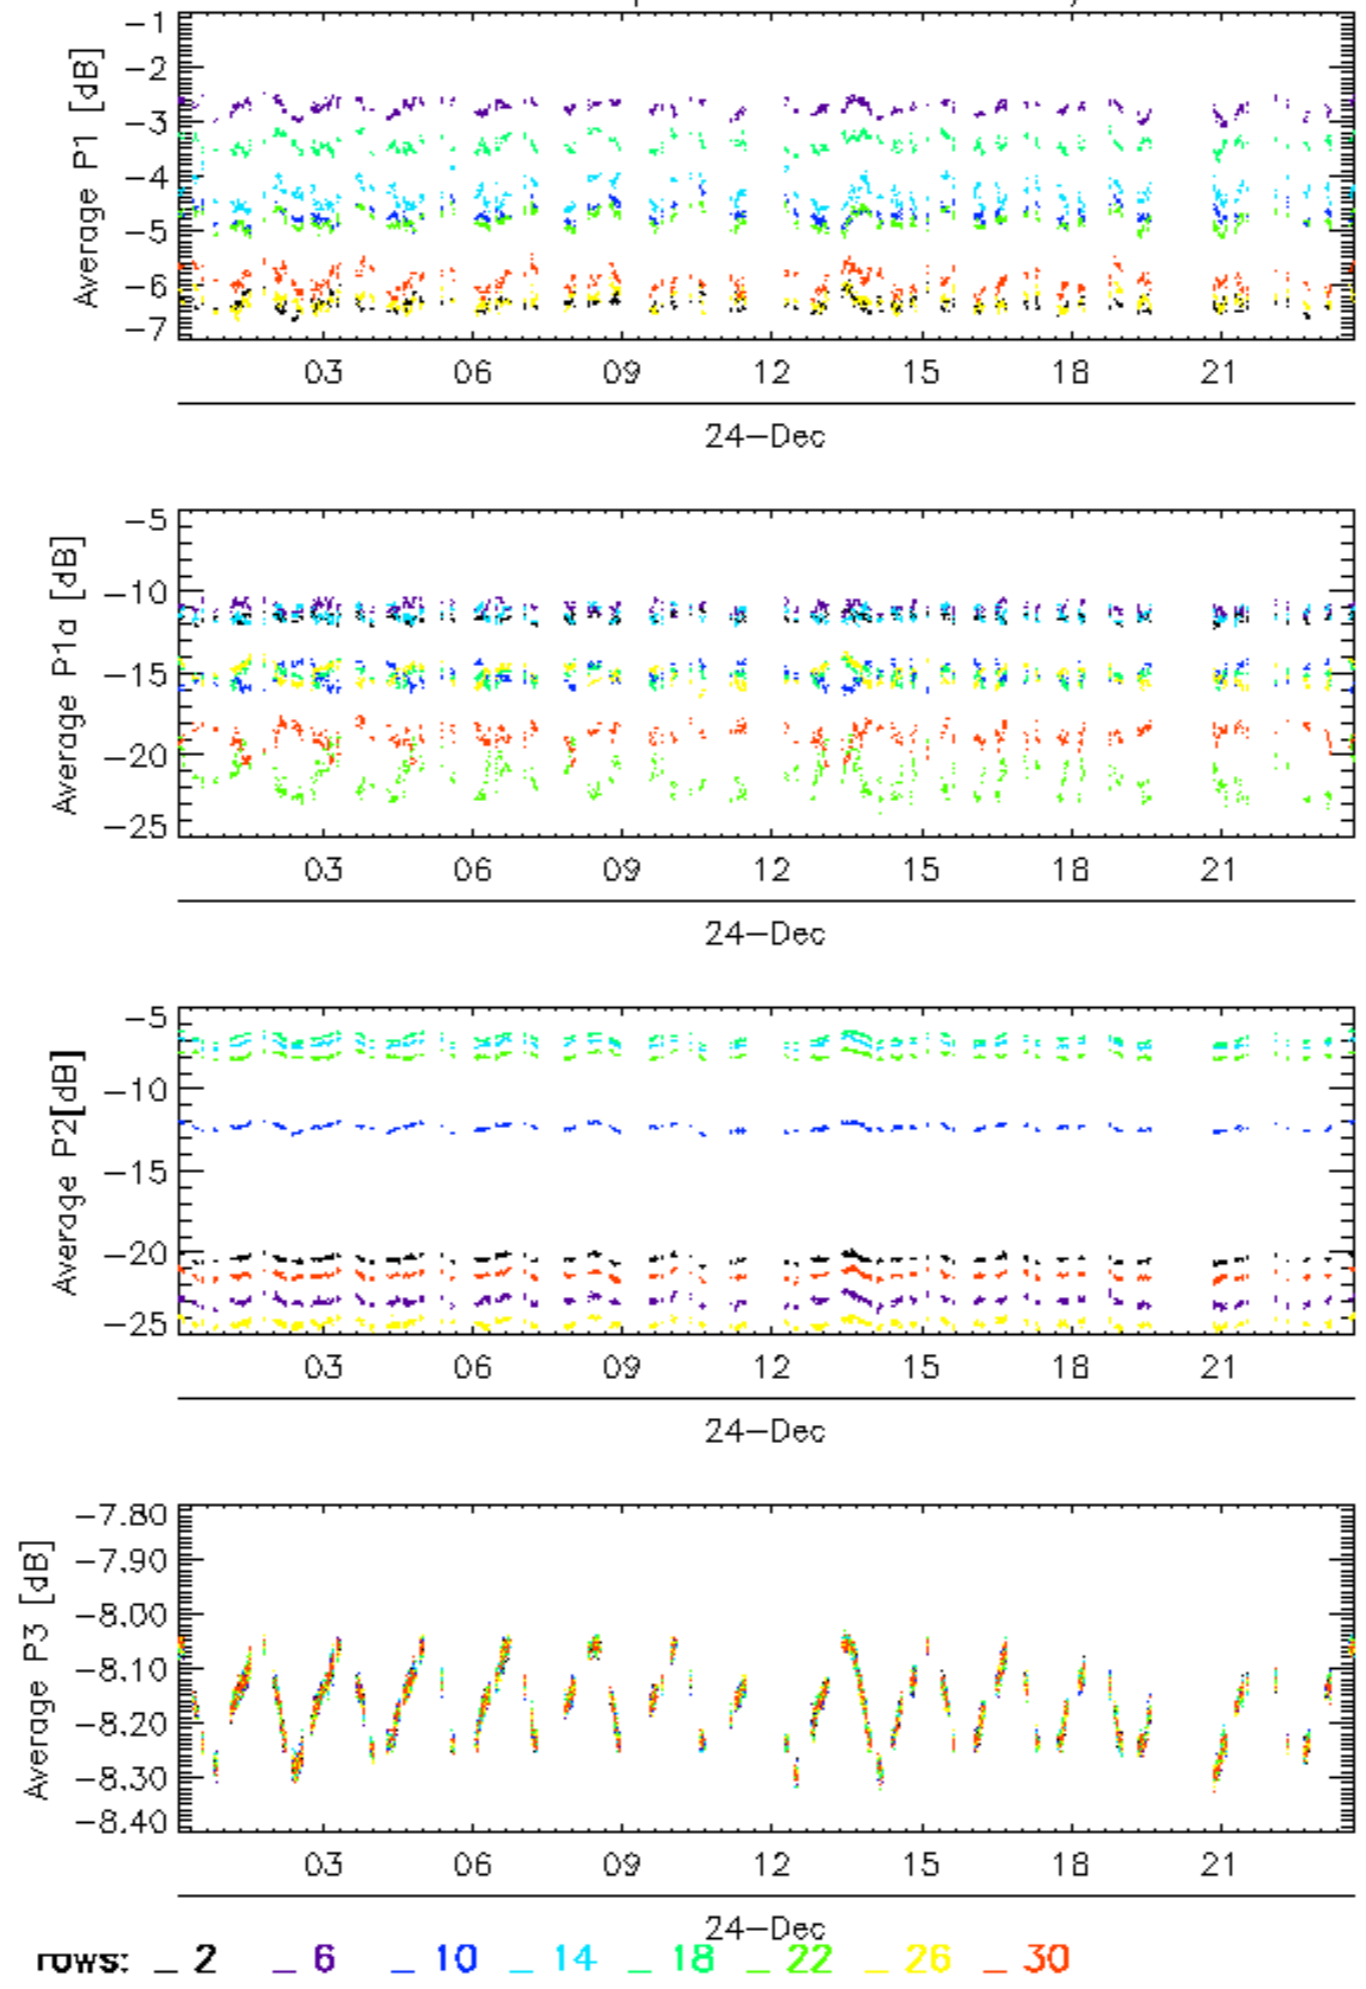 -1
-2
-3
-4
-5
-6
-7
Average P1 [dB]
03 06 09 12 15 18 21
24-Dec
-5
-10
-15
-20
-25
Average P1a [dB]
03 06 09 12 15 18 21
24-Dec
-5
-10
-15
-20
-25
Average P2[dB]
03 06 09 12 15 18 21
24-Dec
-7.80
-7.90
-8.00
-8.10
-8.20
-8.30
-8.40
Average P3 [dB]
03 06 09 12 15 18 21
24-Dec
rows: _ 2 _ 6 _ 10 _ 14 _ 18 _ 22 _ 26 _ 30